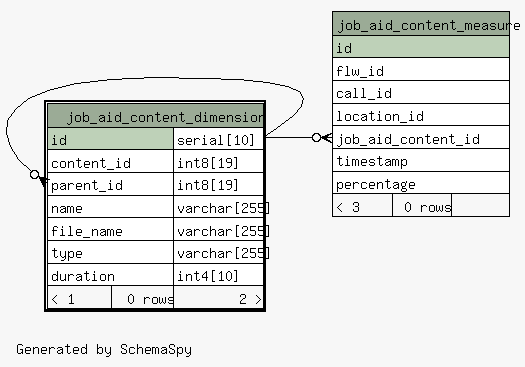 job_aid_content_measure
id
flw_id
call_id
location_id
job_aid_content_id
timestamp
percentage
< 3 0 rows
job_aid_content_dimension
id serial[10]
content_id int8[19]
parent_id int8[19]
name varchar[255]
file_name varchar[255]
type varchar[255]
duration int4[10]
< 1 0 rows 2 >
Generated by SchemaSpy